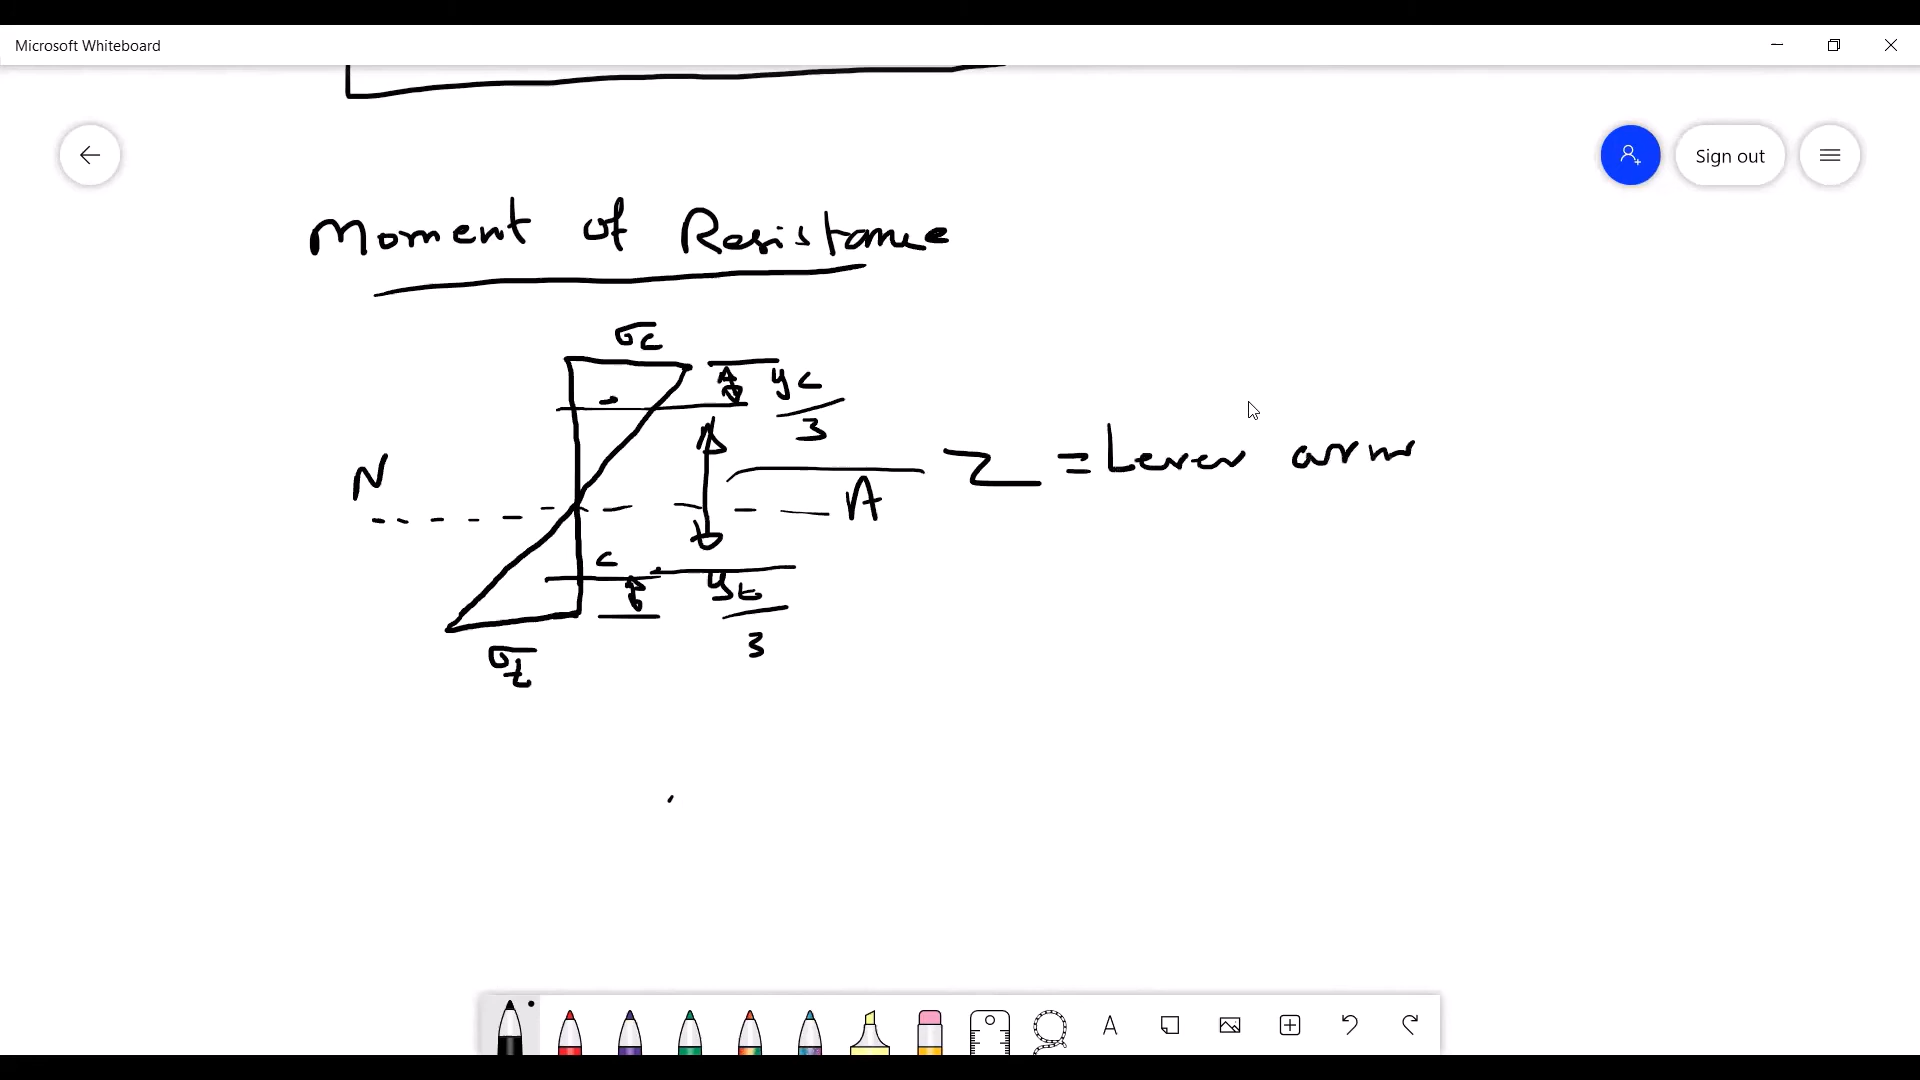 Microsoft Whiteboard
Sign out
Moment of Resistance
σc
yc/3
N
A
Z = Lever arm
c
yt/3
σt
A